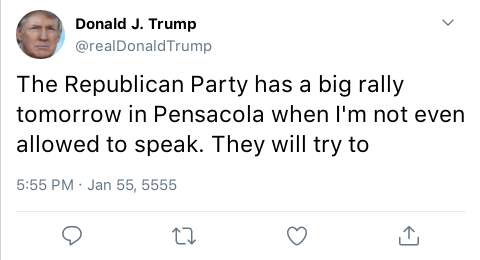 Donald J. Trump
@realDonaldTrump
The Republican Party has a big rally
tomorrow in Pensacola when I'm not even
allowed to speak. They will try to
5:55 PM · Jan 55, 5555